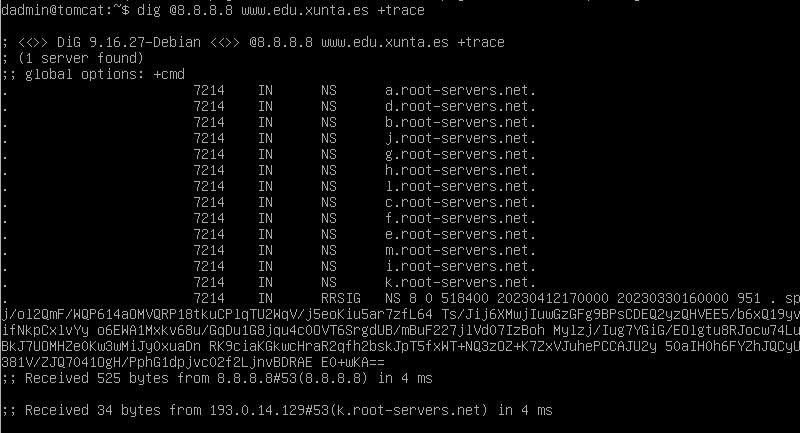 dadmin@tomcat:~$ dig @8.8.8.8 www.edu.xunta.es +trace
; <<>> DiG 9.16.27-Debian <<>> @8.8.8.8 www.edu.xunta.es +trace
; (1 server found)
;; global options: +cmd
. 7214 IN NS a.root-servers.net.
. 7214 IN NS d.root-servers.net.
. 7214 IN NS b.root-servers.net.
. 7214 IN NS j.root-servers.net.
. 7214 IN NS g.root-servers.net.
. 7214 IN NS h.root-servers.net.
. 7214 IN NS l.root-servers.net.
. 7214 IN NS c.root-servers.net.
. 7214 IN NS f.root-servers.net.
. 7214 IN NS e.root-servers.net.
. 7214 IN NS m.root-servers.net.
. 7214 IN NS i.root-servers.net.
. 7214 IN NS k.root-servers.net.
. 7214 IN RRSIG NS 8 0 518400 20230412170000 20230330160000 951 . sp
j/ol2QmF/WQP614aOMVQRP18tkuCPlqTU2WqV/j5eoKiu5ar7zfL64 Ts/Jij6XMwjIuwGzGFg9BPsCDEQ2yzQHVEE5/b6xQ19yv
ifNkpCxlvYy o6EWA1Mxkv68u/GqDu1G8jqu4cOOVT6SrgdUB/mBuF227jlVd07IzBoh Mylzj/Iug7YGiG/EOlgtu8RJocw74Lu
BkJ7UOMHZe0Kw3wMiJyOxuaDn RK9ciaKGkwcHraR2qfh2bskJpT5fxWT+NQ3zOZ+K7ZxVJuhePCCAJU2y 50aIH0h6FYZhJQCyU
381V/ZJQ7041OgH/PphG1dpjvc02f2LjnvBDRAE E0+wKA==
;; Received 525 bytes from 8.8.8.8#53(8.8.8.8) in 4 ms
;; Received 34 bytes from 193.0.14.129#53(k.root-servers.net) in 4 ms